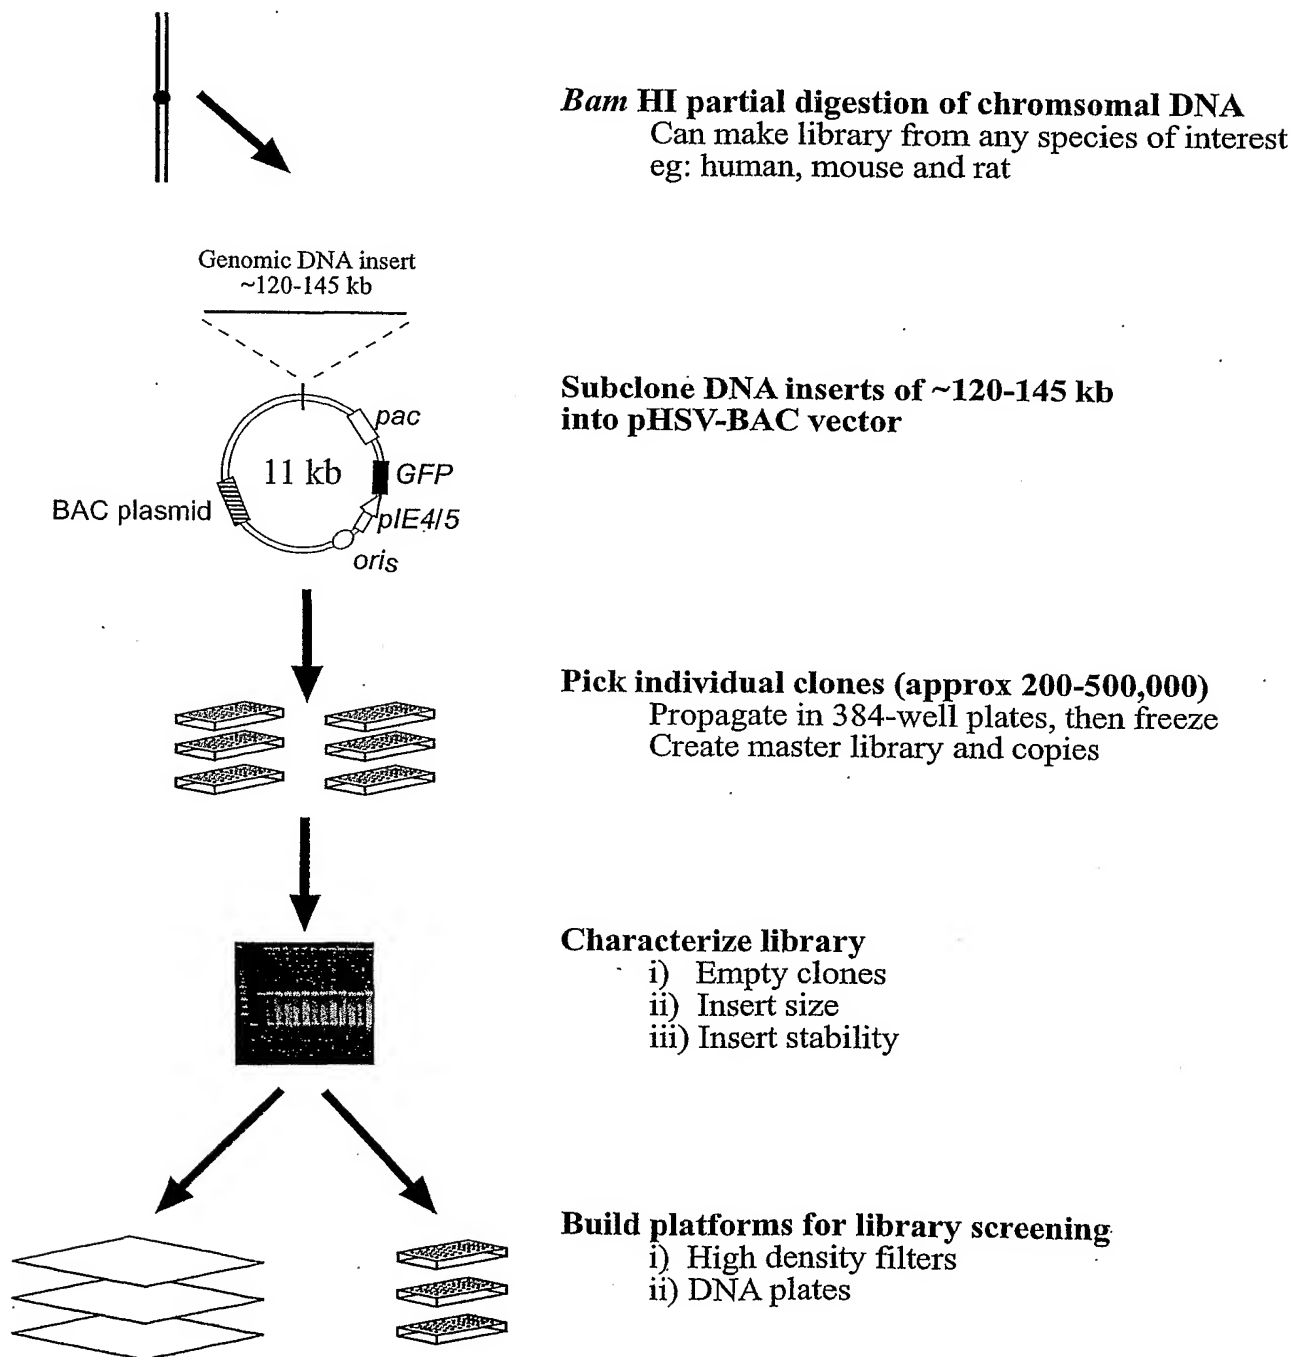 Bam HI partial digestion of chromsomal DNA
Can make library from any species of interest
eg: human, mouse and rat
Genomic DNA insert
~120-145 kb
Subclone DNA inserts of ~120-145 kb
into pHSV-BAC vector
pac
11 kb
GFP
BAC plasmid
pIE4/5
oris
Pick individual clones (approx 200-500,000)
Propagate in 384-well plates, then freeze
Create master library and copies
Characterize library
i) Empty clones
ii) Insert size
iii) Insert stability
Build platforms for library screening
i) High density filters
ii) DNA plates